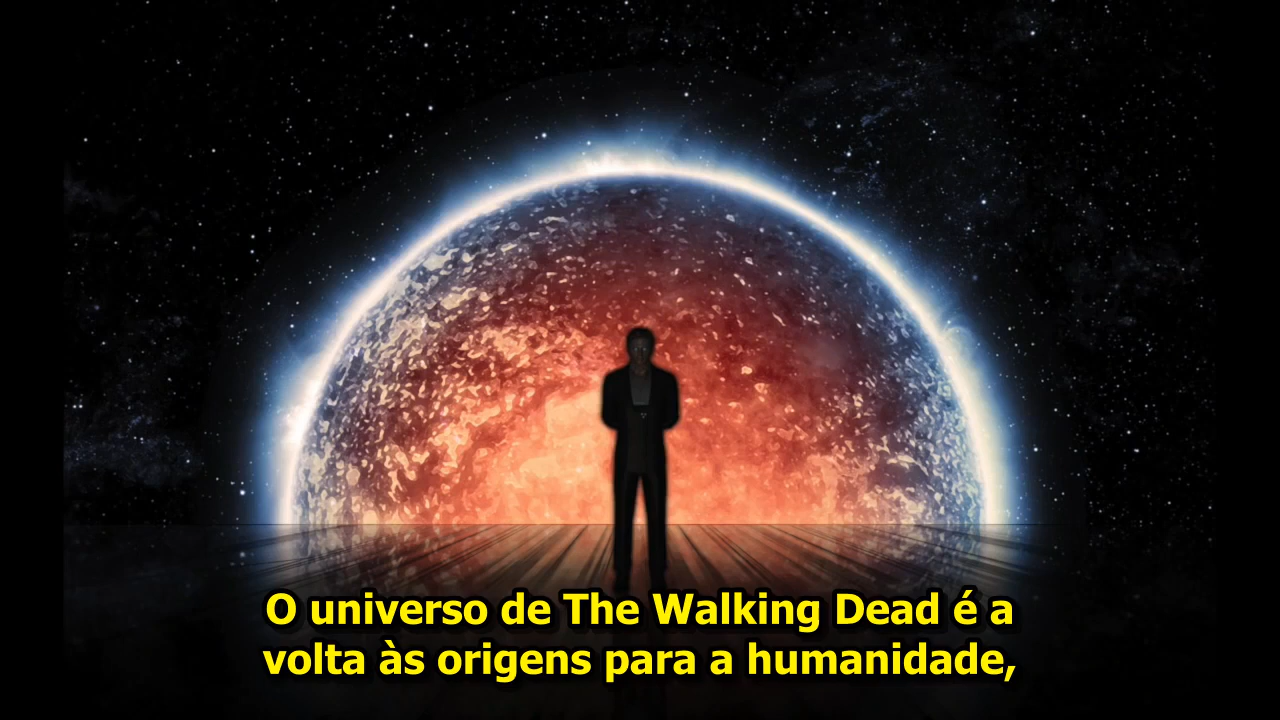 O universo de The Walking Dead é a
volta às origens para a humanidade,